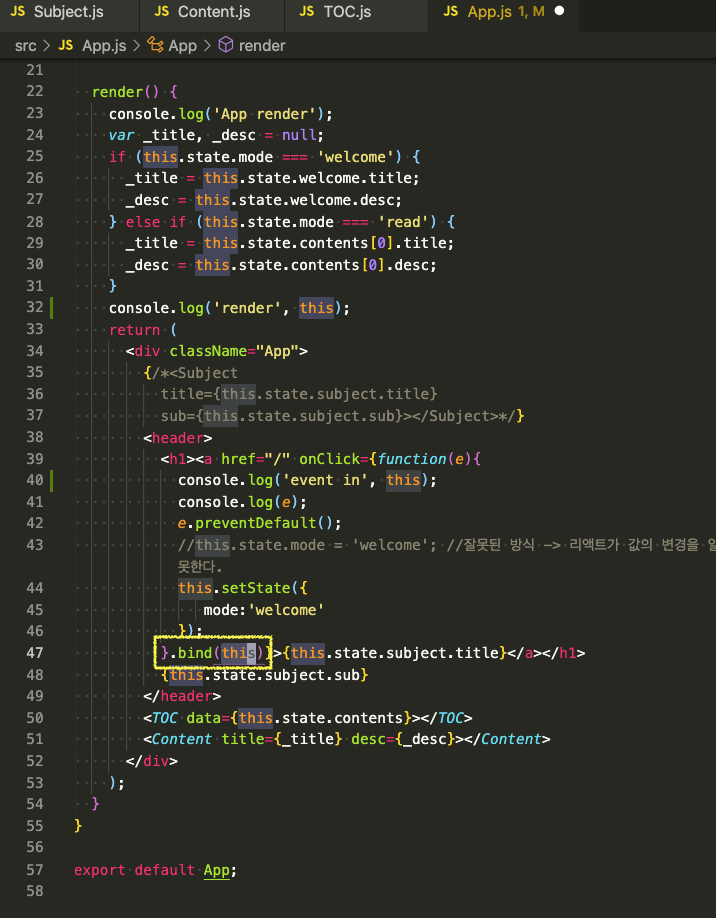 JS Subject.js JS Content.js JS TOC.js JS App.js 1, M
src > JS App.js > App > render
21
22 render() {
23 console.log('App render');
24 var _title, _desc = null;
25 if (this.state.mode === 'welcome') {
26 _title = this.state.welcome.title;
27 _desc = this.state.welcome.desc;
28 } else if (this.state.mode === 'read') {
29 _title = this.state.contents[0].title;
30 _desc = this.state.contents[0].desc;
31 }
32 console.log('render', this);
33 return (
34 <div className="App">
35 {/*<Subject
36 title={this.state.subject.title}
37 sub={this.state.subject.sub}></Subject>*/}
38 <header>
39 <h1><a href="/" onClick={function(e){
40 console.log('event in', this);
41 console.log(e);
42 e.preventDefault();
43 //this.state.mode = 'welcome'; //잘못된 방식 -> 리액트가 값의 변경을
못한다.
44 this.setState({
45 mode:'welcome'
46 });
47 }.bind(this)}>{this.state.subject.title}</a></h1>
48 {this.state.subject.sub}
49 </header>
50 <TOC data={this.state.contents}></TOC>
51 <Content title={_title} desc={_desc}></Content>
52 </div>
53 );
54 }
55 }
56
57 export default App;
58